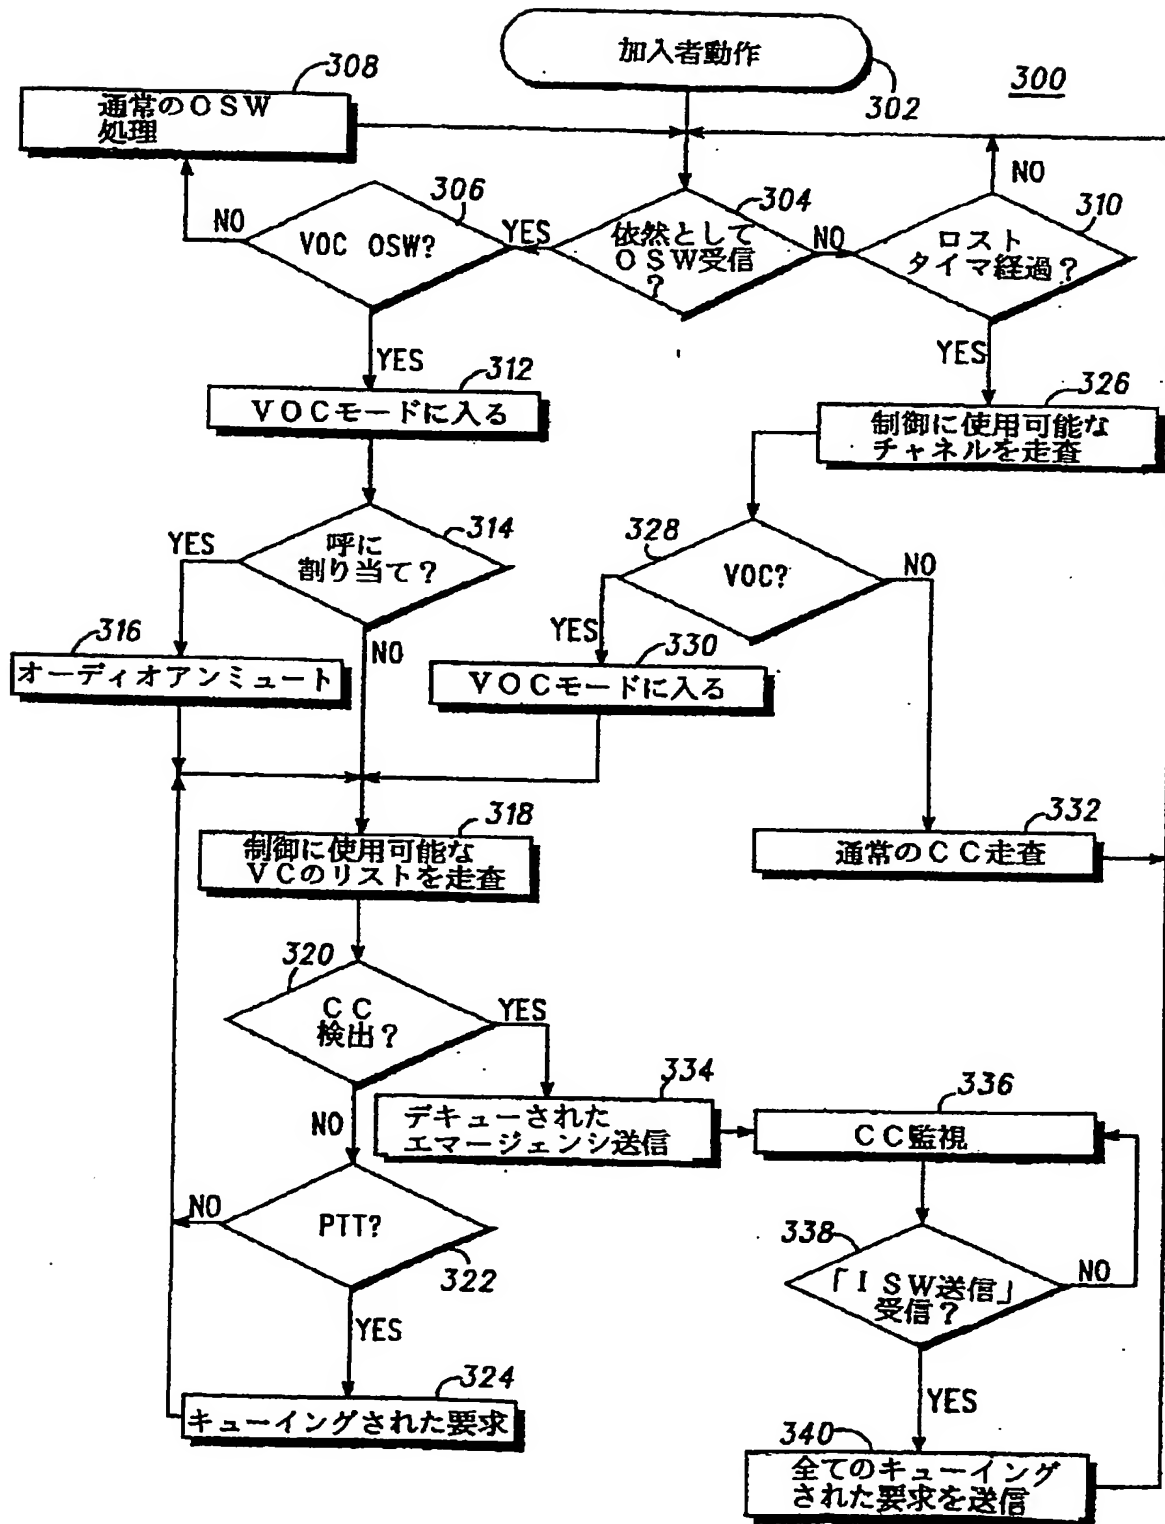 加入者動作
302
300
308
通常のOSW
処理
306
VOC OSW?
NO
YES
304
依然として
OSW受信
?
NO
310
ロスト
タイマ経過?
NO
YES
YES
312
VOCモードに入る
326
制御に使用可能な
チャネルを走査
314
呼に
割り当て?
YES
NO
328
VOC?
NO
YES
316
オーディオアンミュート
330
VOCモードに入る
318
制御に使用可能な
VCのリストを走査
332
通常のCC走査
320
CC
検出?
YES
NO
334
デキューされた
エマージェンシ送信
336
CC監視
PTT?
NO
322
YES
338
「ISW送信」
受信?
NO
YES
324
キューイングされた要求
340
全てのキューイング
された要求を送信